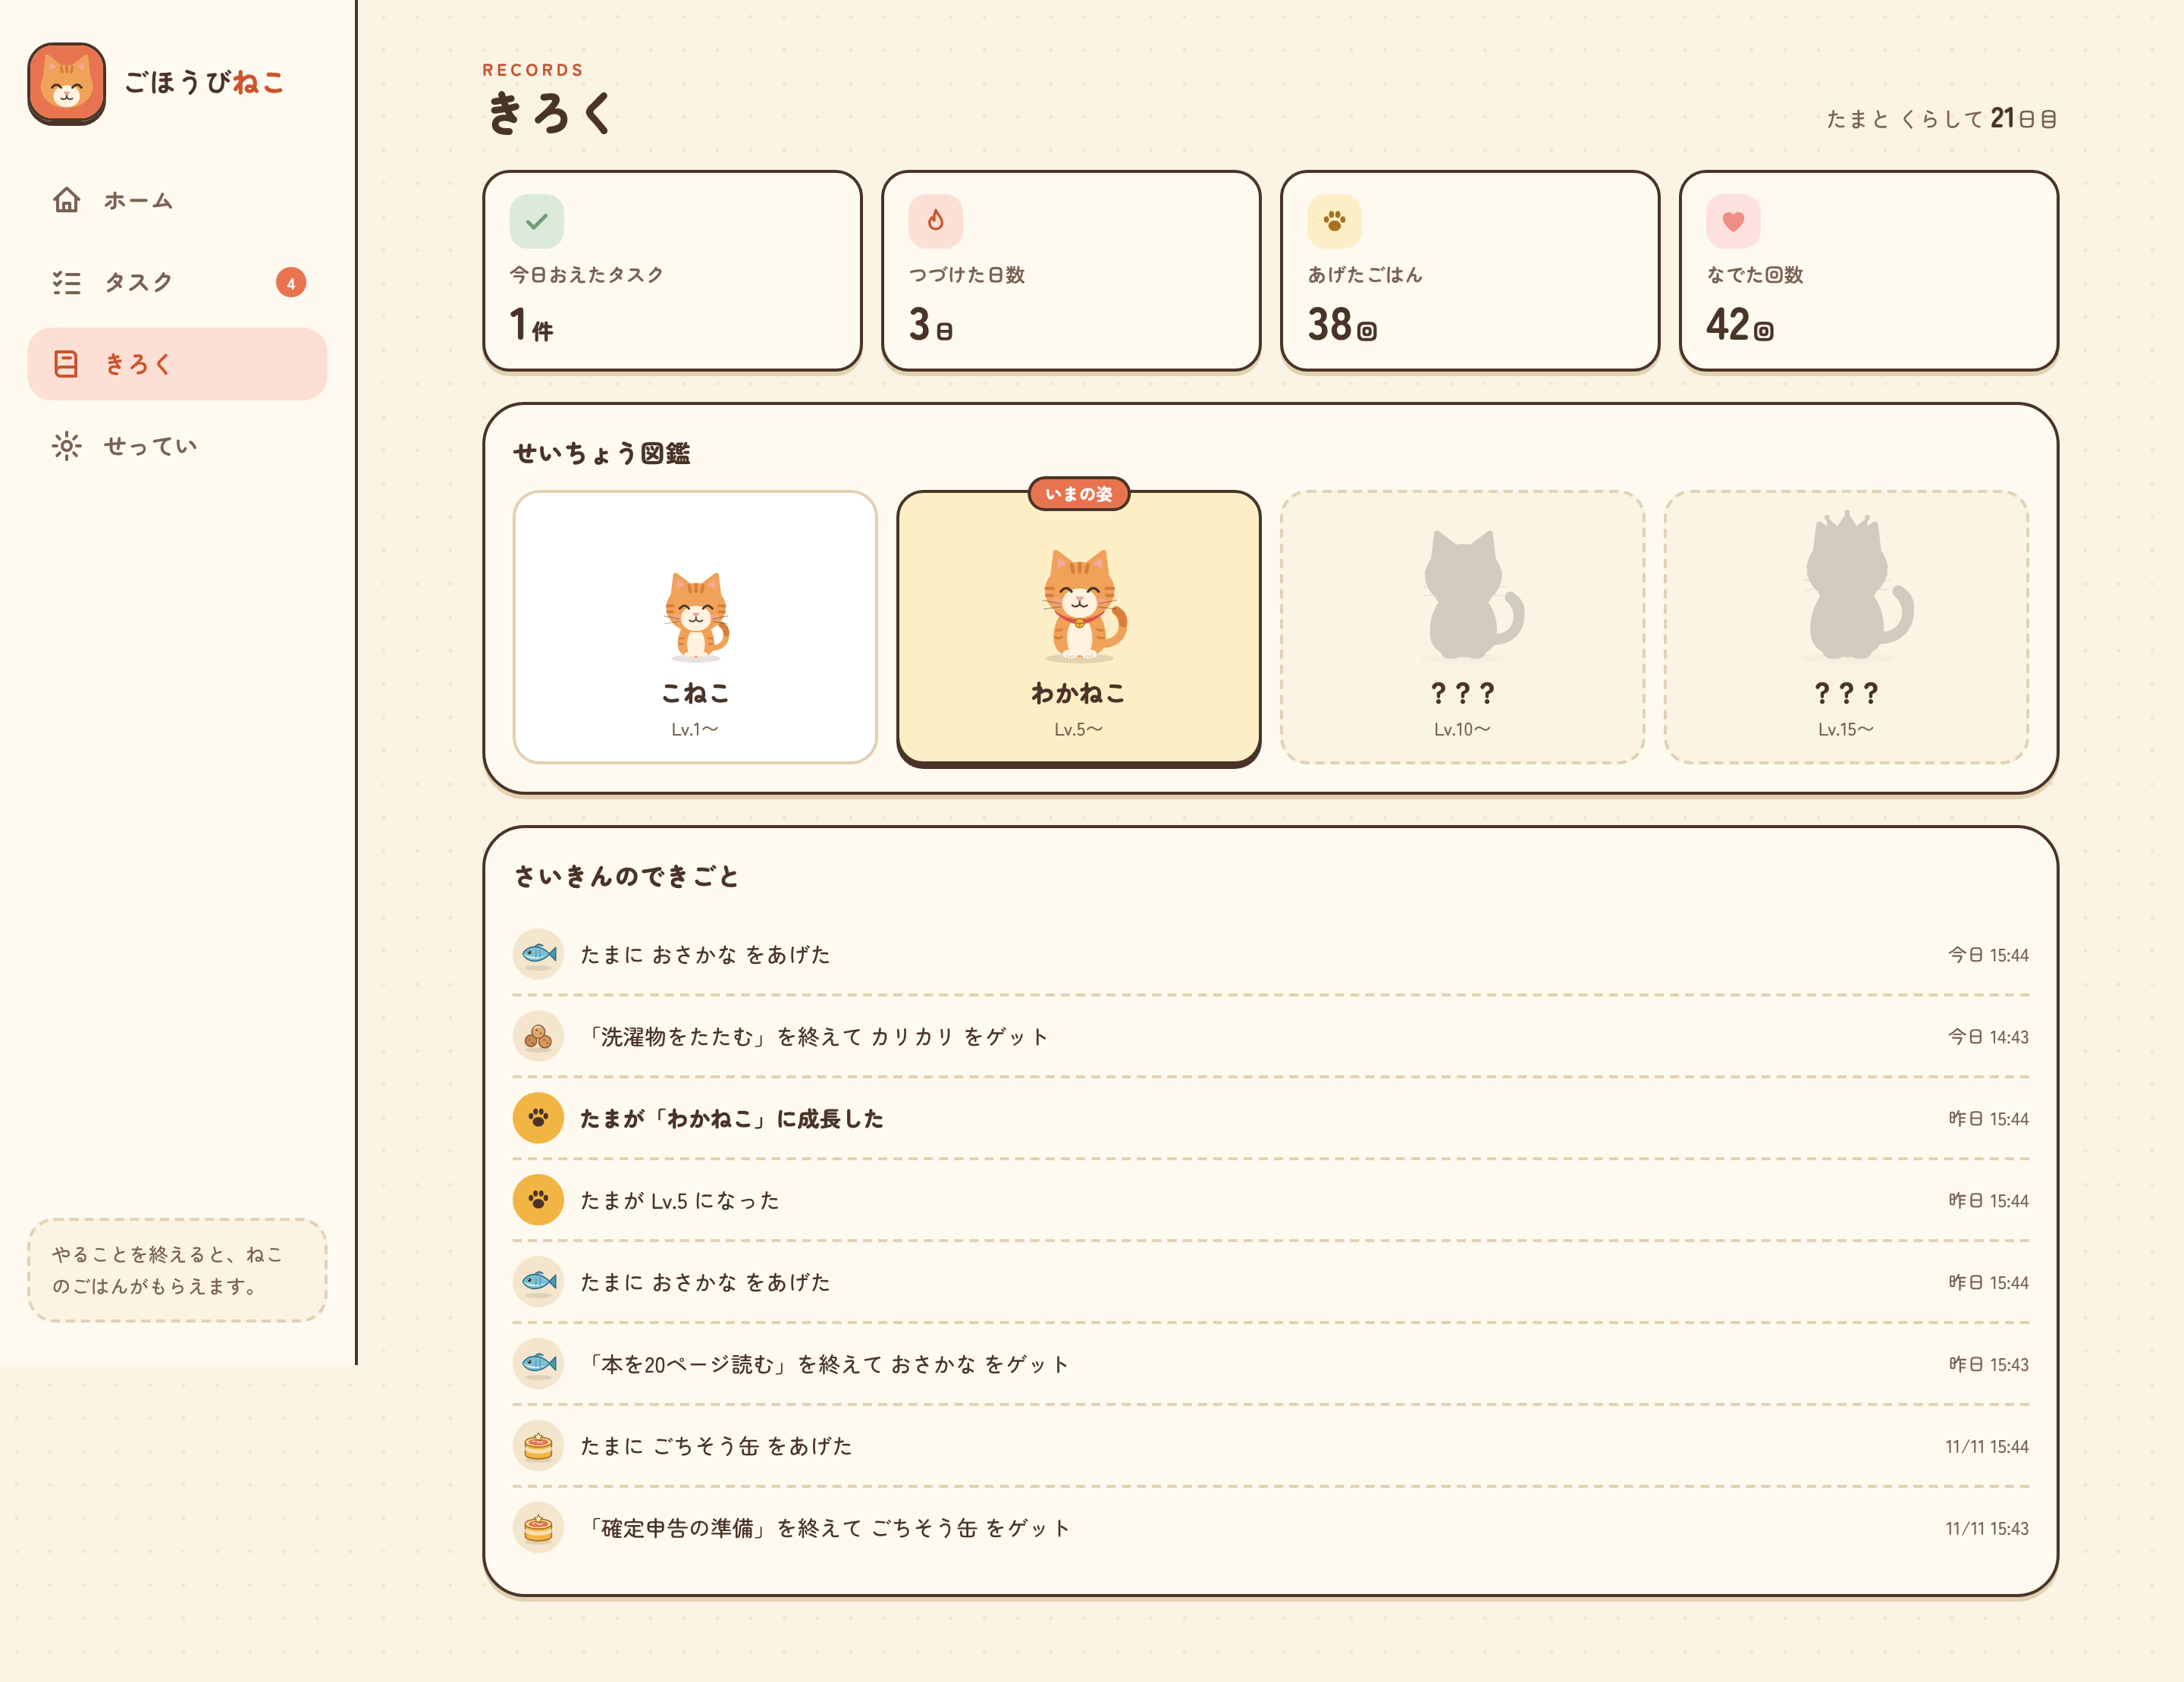 ごほうびねこ
ホーム
タスク 4
きろく
せってい
やることを終えると、ねこ
のごはんがもらえます。
RECORDS
きろく
たまと くらして 21日目
今日おえたタスク
1件
つづけた日数
3日
あげたごはん
38回
なでた回数
42回
せいちょう図鑑
こねこ
Lv.1〜
いまの姿
わかねこ
Lv.5〜
？？？
Lv.10〜
？？？
Lv.15〜
さいきんのできごと
たまに おさかな をあげた 今日 15:44
「洗濯物をたたむ」を終えて カリカリ をゲット 今日 14:43
たまが「わかねこ」に成長した 昨日 15:44
たまが Lv.5 になった 昨日 15:44
たまに おさかな をあげた 昨日 15:44
「本を20ページ読む」を終えて おさかな をゲット 昨日 15:43
たまに ごちそう缶 をあげた 11/11 15:44
「確定申告の準備」を終えて ごちそう缶 をゲット 11/11 15:43